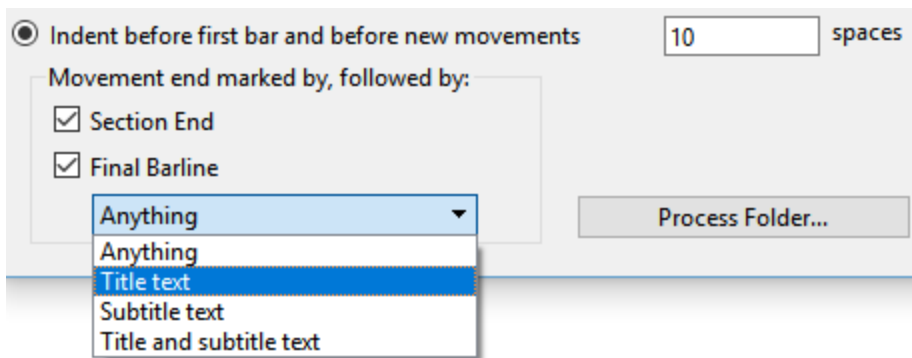 Indent before first bar and before new movements 10 spaces
Movement end marked by, followed by:
Section End
Final Barline
Anything Process Folder...
Anything
Title text
Subtitle text
Title and subtitle text